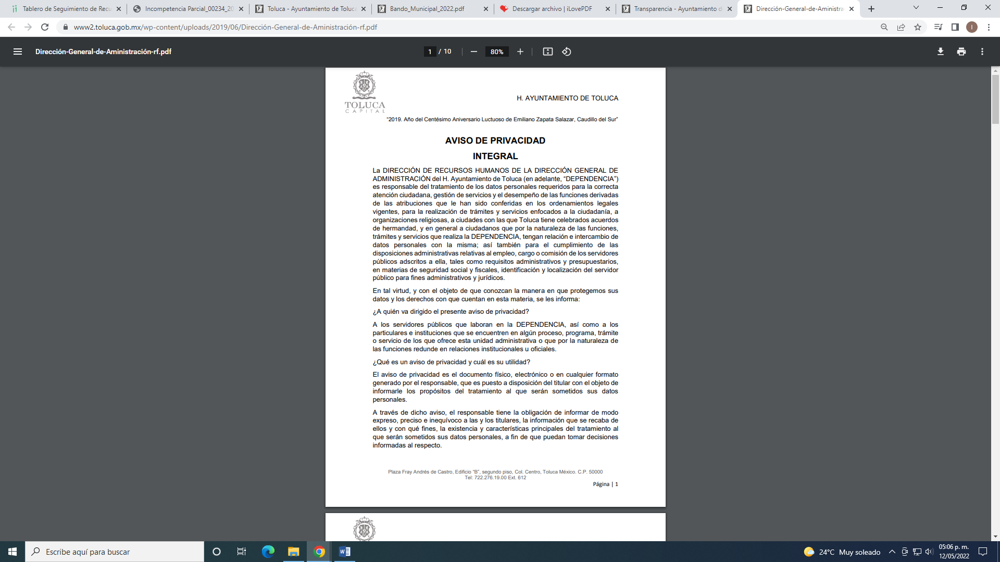 Tablero de Seguimiento de Recu
Incompetencia Parcial_00234_20
Toluca - Ayuntamiento de Toluca
Bando_Municipal_2022.pdf
Descargar archivo | iLovePDF
Transparencia - Ayuntamiento d
Dirección-General-de-Aministra
www2.toluca.gob.mx/wp-content/uploads/2019/06/Dirección-General-de-Aministración-rf.pdf
I
Dirección-General-de-Aministración-rf.pdf
1 / 10
80%
TOLUCA
CAPITAL
H. AYUNTAMIENTO DE TOLUCA
“2019. Año del Centésimo Aniversario Luctuoso de Emiliano Zapata Salazar, Caudillo del Sur”
AVISO DE PRIVACIDAD
INTEGRAL
La DIRECCIÓN DE RECURSOS HUMANOS DE LA DIRECCIÓN GENERAL DE
ADMINISTRACIÓN del H. Ayuntamiento de Toluca (en adelante, “DEPENDENCIA”)
es responsable del tratamiento de los datos personales requeridos para la correcta
atención ciudadana, gestión de servicios y el desempeño de las funciones derivadas
de las atribuciones que le han sido conferidas en los ordenamientos legales
vigentes, para la realización de trámites y servicios enfocados a la ciudadanía, a
organizaciones religiosas, a ciudades con las que Toluca tiene celebrados acuerdos
de hermandad, y en general a ciudadanos que por la naturaleza de las funciones,
trámites y servicios que realiza la DEPENDENCIA, tengan relación e intercambio de
datos personales con la misma; así también para el cumplimiento de las
disposiciones administrativas relativas al empleo, cargo o comisión de los servidores
públicos adscritos a ella, tales como requisitos administrativos y presupuestarios,
en materias de seguridad social y fiscales, identificación y localización del servidor
público para fines administrativos y jurídicos.
En tal virtud, y con el objeto de que conozcan la manera en que protegemos sus
datos y los derechos con que cuentan en esta materia, se les informa:
¿A quién va dirigido el presente aviso de privacidad?
A los servidores públicos que laboran en la DEPENDENCIA, así como a los
particulares e instituciones que se encuentren en algún proceso, programa, trámite
o servicio de los que ofrece esta unidad administrativa o que por la naturaleza de
las funciones redunde en relaciones institucionales u oficiales.
¿Qué es un aviso de privacidad y cuál es su utilidad?
El aviso de privacidad es el documento físico, electrónico o en cualquier formato
generado por el responsable, que es puesto a disposición del titular con el objeto de
informarle los propósitos del tratamiento al que serán sometidos sus datos
personales.
A través de dicho aviso, el responsable tiene la obligación de informar de modo
expreso, preciso e inequívoco a las y los titulares, la información que se recaba de
ellos y con qué fines, la existencia y características principales del tratamiento al
que serán sometidos sus datos personales, a fin de que puedan tomar decisiones
informadas al respecto.
Plaza Fray Andrés de Castro, Edificio “B”, segundo piso, Col. Centro, Toluca México. C.P. 50000
Tel: 722.276.19.00 Ext. 612
Página | 1
Escribe aquí para buscar
24°C Muy soleado
05:06 p. m.
12/05/2022